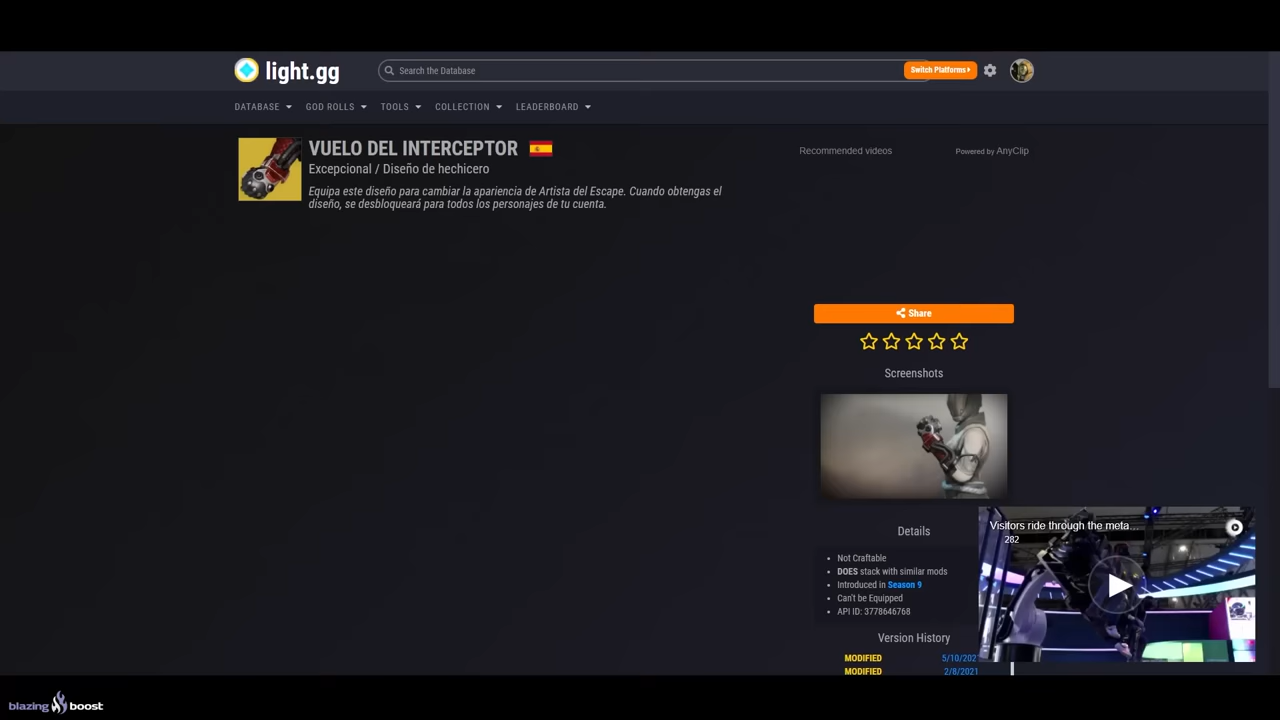 light.gg
Search the Database
Switch Platforms
DATABASE
GOD ROLLS
TOOLS
COLLECTION
LEADERBOARD
VUELO DEL INTERCEPTOR
Excepcional / Diseño de hechicero
Equipa este diseño para cambiar la apariencia de Artista del Escape. Cuando obtengas el
diseño, se desbloqueará para todos los personajes de tu cuenta.
Recommended videos
Powered by AnyClip
Share
Screenshots
Details
Not Craftable
DOES stack with similar mods
Introduced in Season 9
Can't be Equipped
API ID: 3778646768
Visitors ride through the meta...
282
Version History
MODIFIED 5/10/2021
MODIFIED 2/8/2021
blazing boost